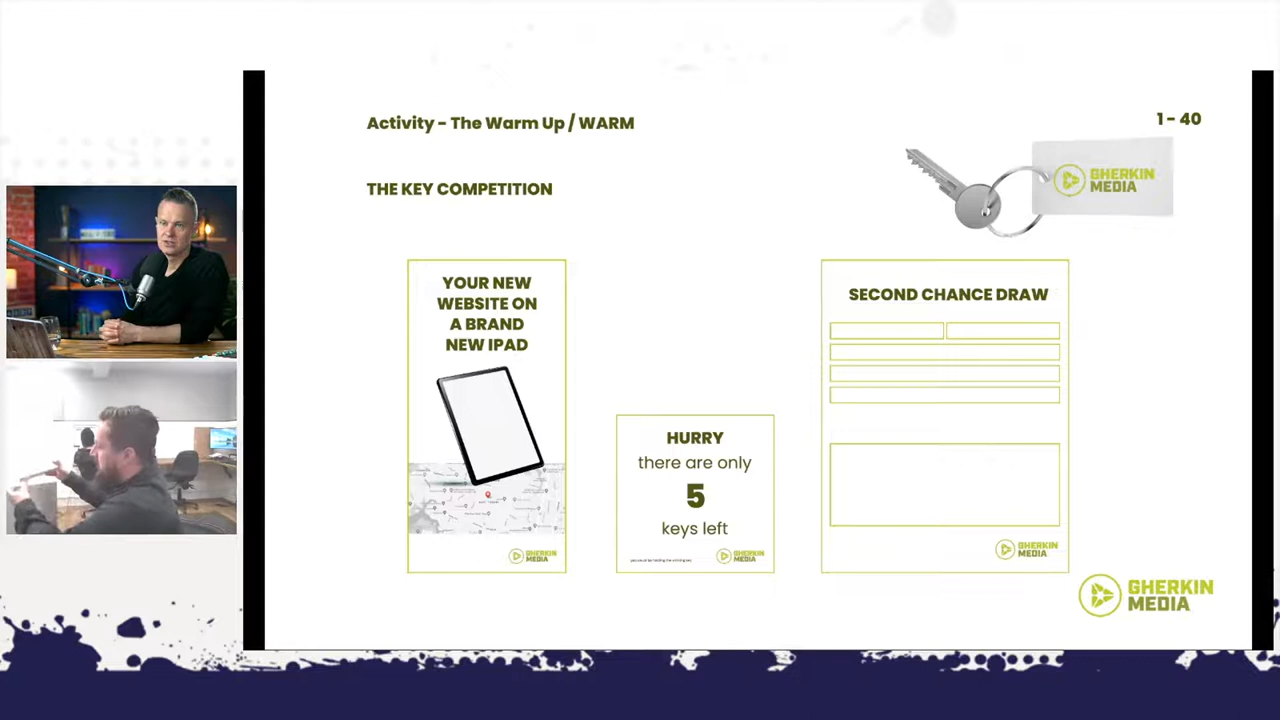 Activity - The Warm Up / WARM
1 - 40
THE KEY COMPETITION
GHERKIN
MEDIA
YOUR NEW
WEBSITE ON
A BRAND
NEW IPAD
GHERKIN
MEDIA
HURRY
there are only
5
keys left
GHERKIN
MEDIA
SECOND CHANCE DRAW
GHERKIN
MEDIA
GHERKIN
MEDIA